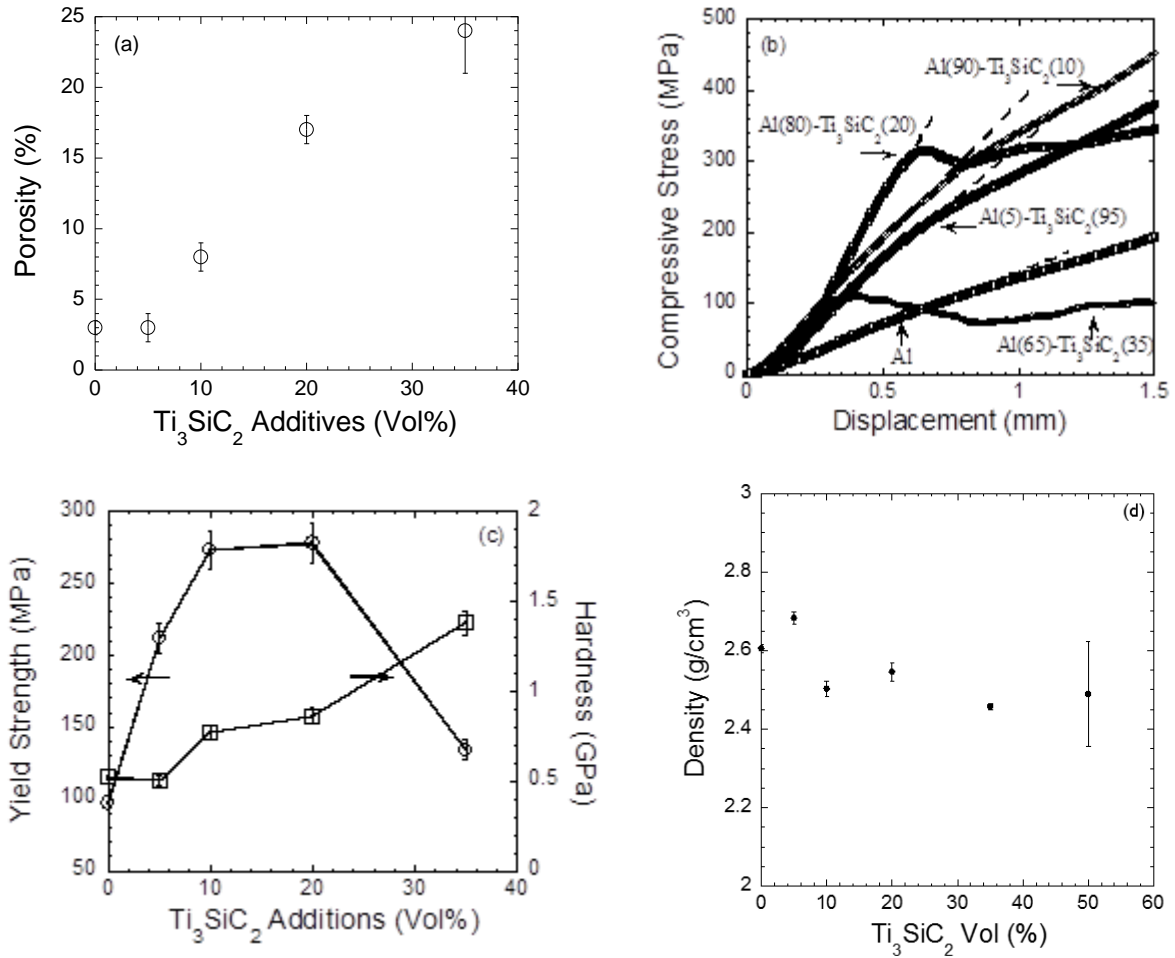 (a)
Porosity (%)
25
20
15
10
5
0
0 10 20 30 40
Ti₃SiC₂ Additives (Vol%)
(b)
Compressive Stress (MPa)
500
400
300
200
100
0
Al(90)-Ti₃SiC₂(10)
Al(80)-Ti₃SiC₂(20)
Al(5)-Ti₃SiC₂(95)
Al
Al(65)-Ti₃SiC₂(35)
0 0.5 1 1.5
Displacement (mm)
(c)
Yield Strength (MPa)
300
250
200
150
100
50
2
1.5
1
0.5
0
Hardness (GPa)
0 10 20 30 40
Ti₃SiC₂ Additions (Vol%)
(d)
Density (g/cm³)
3
2.8
2.6
2.4
2.2
2
0 10 20 30 40 50 60
Ti₃SiC₂ Vol (%)